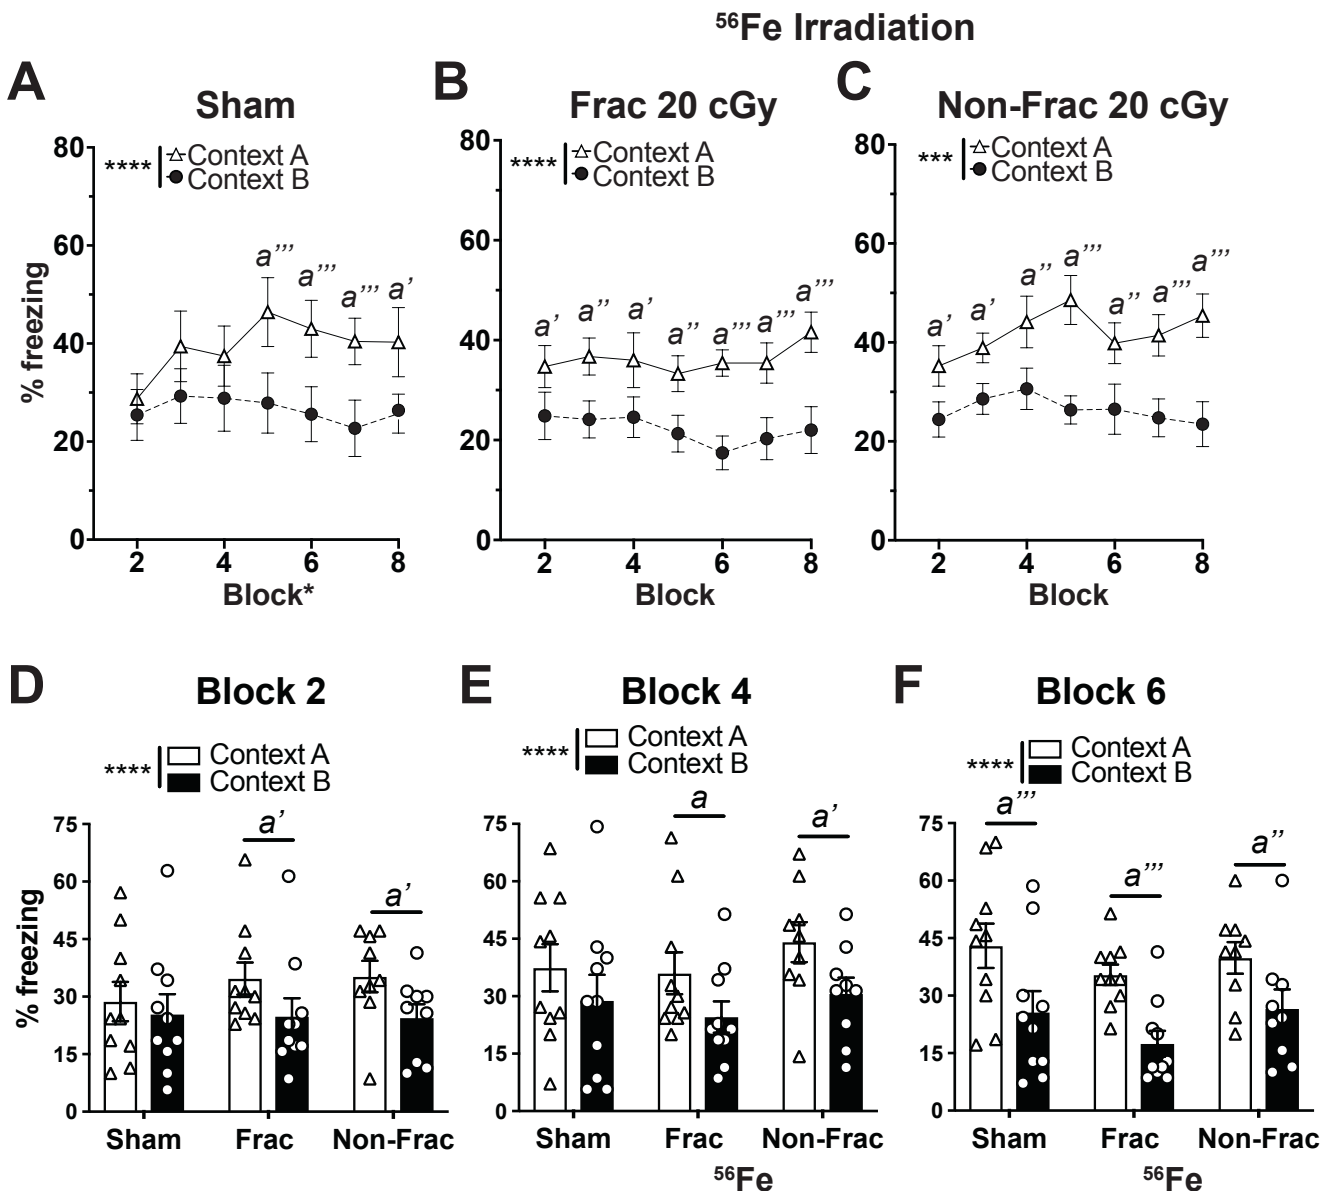 ⁵⁶Fe Irradiation
A
Sham
B
Frac 20 cGy
C
Non-Frac 20 cGy
**** Context A
Context B
**** Context A
Context B
*** Context A
Context B
% freezing
80
60
40
20
0
a’’’
a’’’
a’’’
a’
2 4 6 8
Block*
80
60
40
20
0
a’
a’’
a’
a’’
a’’’
a’’’
a’’’
2 4 6 8
Block
80
60
40
20
0
a’
a’
a’’
a’’’
a’’
a’’’
a’’’
2 4 6 8
Block
D
Block 2
**** Context A
Context B
% freezing
75
60
45
30
15
0
a’
a’
Sham Frac Non-Frac
E
Block 4
**** Context A
Context B
75
60
45
30
15
0
a
a’
Sham Frac Non-Frac
⁵⁶Fe
F
Block 6
**** Context A
Context B
75
60
45
30
15
0
a’’’
a’’’
a’’
Sham Frac Non-Frac
⁵⁶Fe